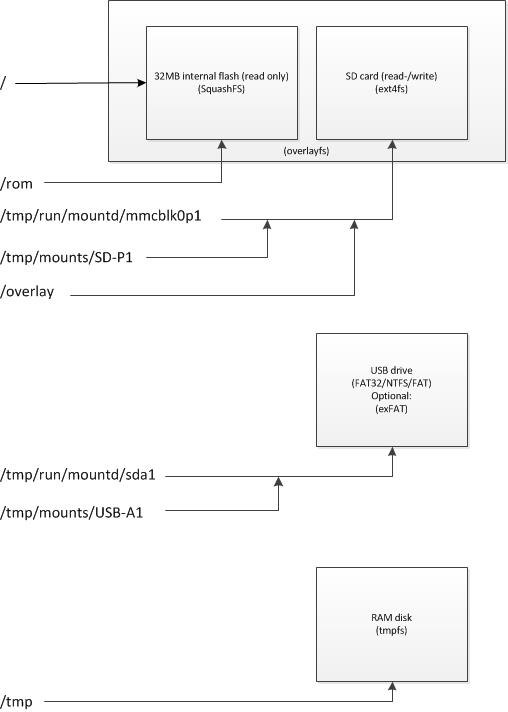 /
32MB internal flash (read only)
(SquashFS)
SD card (read-/write)
(ext4fs)
(overlayfs)
/rom
/tmp/run/mountd/mmcblk0p1
/tmp/mounts/SD-P1
/overlay
USB drive
(FAT32/NTFS/FAT)
Optional:
(exFAT)
/tmp/run/mountd/sda1
/tmp/mounts/USB-A1
RAM disk
(tmpfs)
/tmp